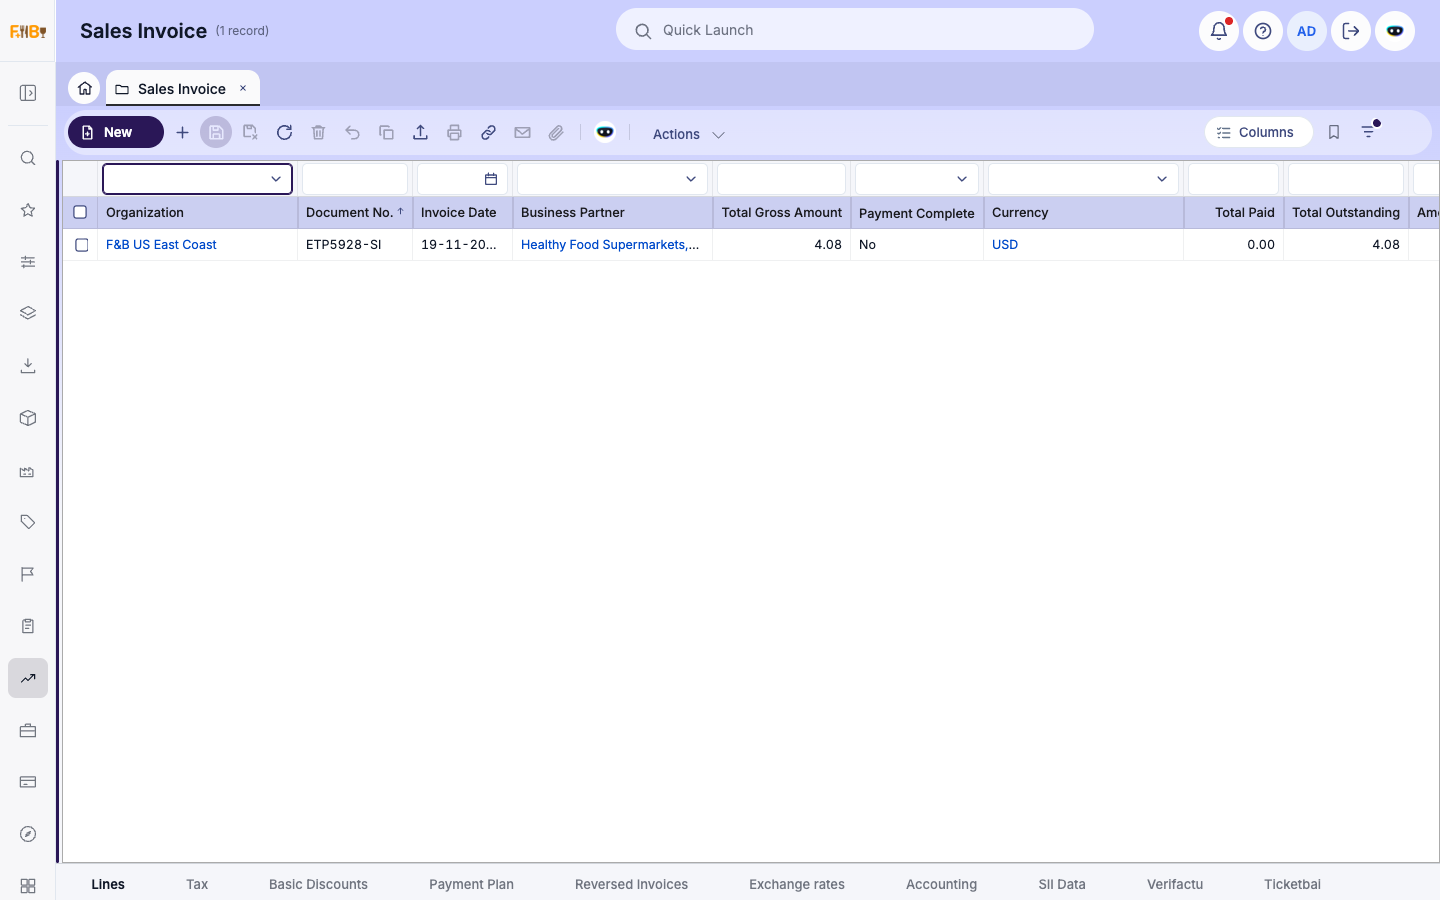 F&B
Sales Invoice (1 record)
Quick Launch
AD
Sales Invoice ×
New
Actions
Columns
Organization Document No. ↑ Invoice Date Business Partner Total Gross Amount Payment Complete Currency Total Paid Total Outstanding Amo
F&B US East Coast ETP5928-SI 19-11-20... Healthy Food Supermarkets,... 4.08 No USD 0.00 4.08
Lines Tax Basic Discounts Payment Plan Reversed Invoices Exchange rates Accounting SII Data Verifactu Ticketbai